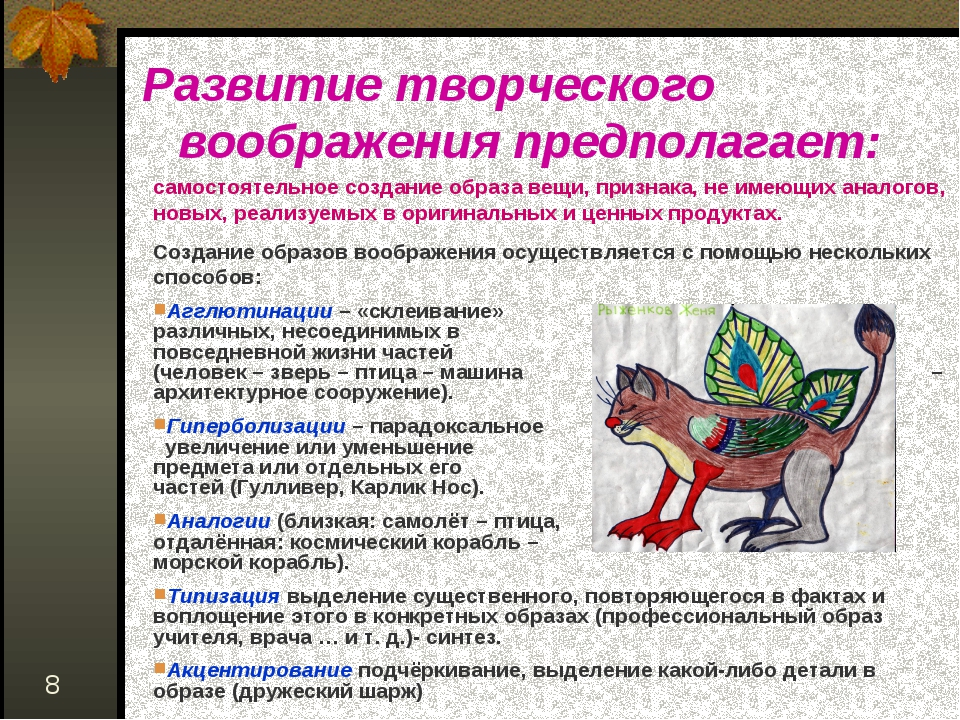 Развитие творческого
воображения предполагает:
самостоятельное создание образа вещи, признака, не имеющих аналогов,
новых, реализуемых в оригинальных и ценных продуктах.
Создание образов воображения осуществляется с помощью нескольких
способов:
Агглютинации – «склеивание»
различных, несоединимых в
повседневной жизни частей
(человек – зверь – птица – машина –
архитектурное сооружение).
Гиперболизации – парадоксальное
увеличение или уменьшение
предмета или отдельных его
частей (Гулливер, Карлик Нос).
Аналогии (близкая: самолёт – птица,
отдалённая: космический корабль –
морской корабль).
Рыженков Женя
Типизация выделение существенного, повторяющегося в фактах и
воплощение этого в конкретных образах (профессиональный образ
учителя, врача … и т. д.)- синтез.
Акцентирование подчёркивание, выделение какой-либо детали в
образе (дружеский шарж)
8